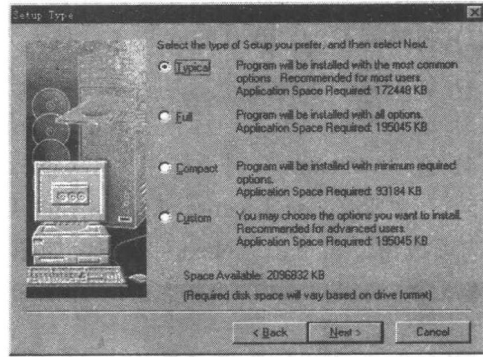 Setup Type
Select the type of Setup you prefer, and then select Next.
Typical
Program will be installed with the most common
options. Recommended for most users
Application Space Required: 172448 KB
Full
Program will be installed with all options.
Application Space Required: 195045 KB
Compact
Program will be installed with minimum required
options.
Application Space Required: 93184 KB
Custom
You may choose the options you want to install.
Recommended for advanced users
Application Space Required: 195045 KB
Space Available: 2096832 KB
(Required disk space will vary based on drive format)
< Back
Next >
Cancel